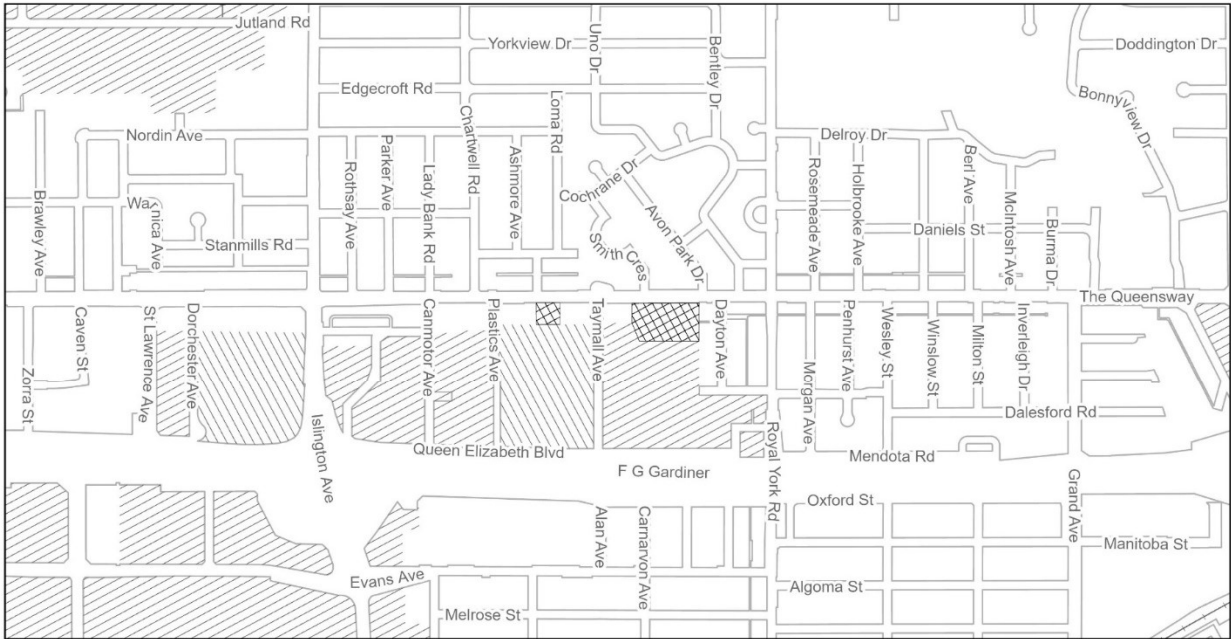 Jutland Rd
Yorkview Dr
Uno Dr
Bentley Dr
Doddington Dr
Edgecroft Rd
Bonnyview Dr
Chartwell Rd
Loma Rd
Nordin Ave
Delroy Dr
Rothsay Ave
Parker Ave
Lady Bank Rd
Ashmore Ave
Cochrane Dr
Avon Park Dr
Rosemeade Ave
Holbrooke Ave
Berl Ave
McIntosh Ave
Brawley Ave
Wa nica Ave
Stanmills Rd
Smith Cres
Daniels St
Burma Dr
The Queensway
Caven St
St Lawrence Ave
Dorchester Ave
Canmotor Ave
Plastics Ave
Taymall Ave
Dayton Ave
Penhurst Ave
Wesley St
Winslow St
Milton St
Inverleigh Dr
Zorra St
Morgan Ave
Dalesford Rd
Islington Ave
Queen Elizabeth Blvd
Royal York Rd
Mendota Rd
F G Gardiner
Grand Ave
Oxford St
Alan Ave
Carnarvon Ave
Manitoba St
Evans Ave
Algoma St
Melrose St